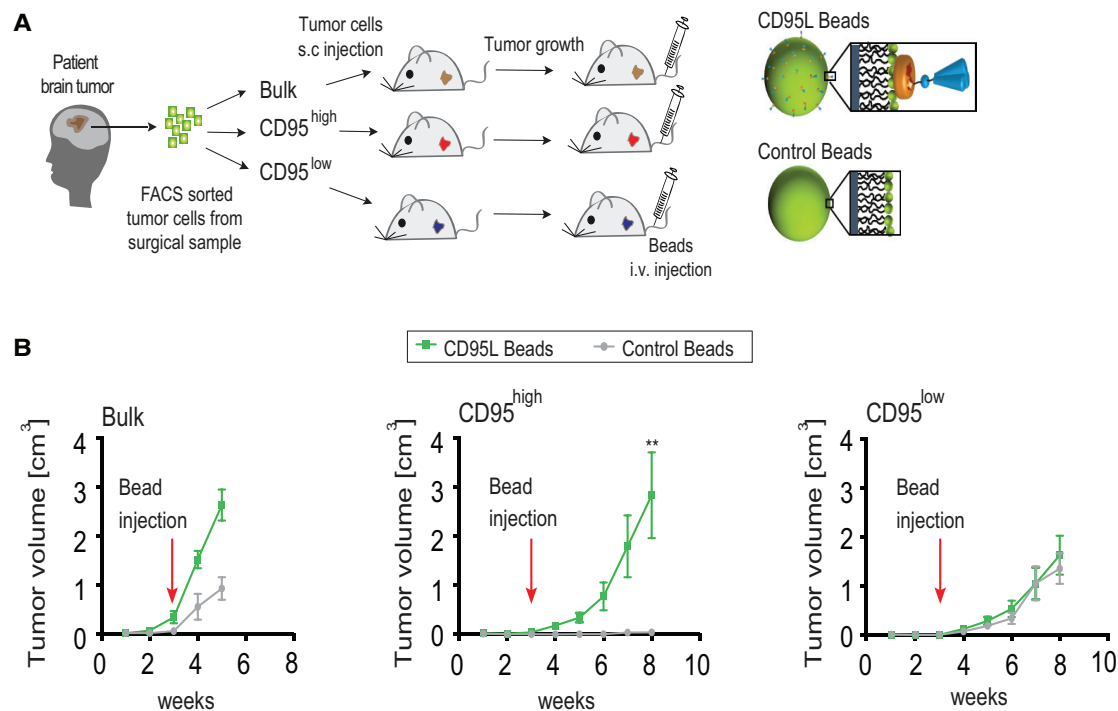 A
Patient
brain tumor
FACS sorted
tumor cells from
surgical sample
Bulk
CD95high
CD95low
Tumor cells
s.c injection
Tumor growth
Beads
i.v. injection
CD95L Beads
Control Beads
B
CD95L Beads
Control Beads
Bulk
Tumor volume [cm3]
4
3
2
1
0
Bead
injection
0 2 4 6 8
weeks
CD95high
Tumor volume [cm3]
4
3
2
1
0
Bead
injection
**
0 2 4 6 8 10
weeks
CD95low
Tumor volume [cm3]
4
3
2
1
0
Bead
injection
0 2 4 6 8 10
weeks